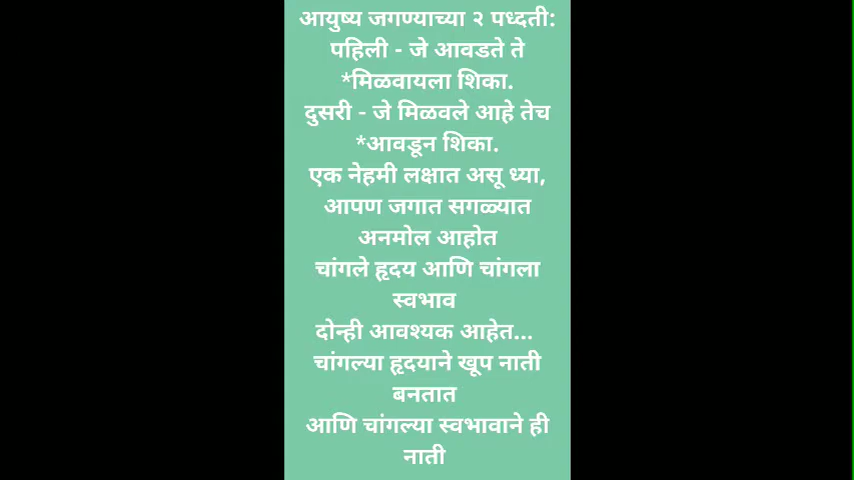 आयुष्य जगण्याच्या २ पध्दती:
पहिली - जे आवडते ते
*मिळवायला शिका.
दुसरी - जे मिळवले आहे तेच
*आवडून शिका.
एक नेहमी लक्षात असू ध्या,
आपण जगात सगळ्यात
अनमोल आहोत
चांगले हृदय आणि चांगला
स्वभाव
दोन्ही आवश्यक आहेत...
चांगल्या हृदयाने खूप नाती
बनतात
आणि चांगल्या स्वभावाने ही
नाती